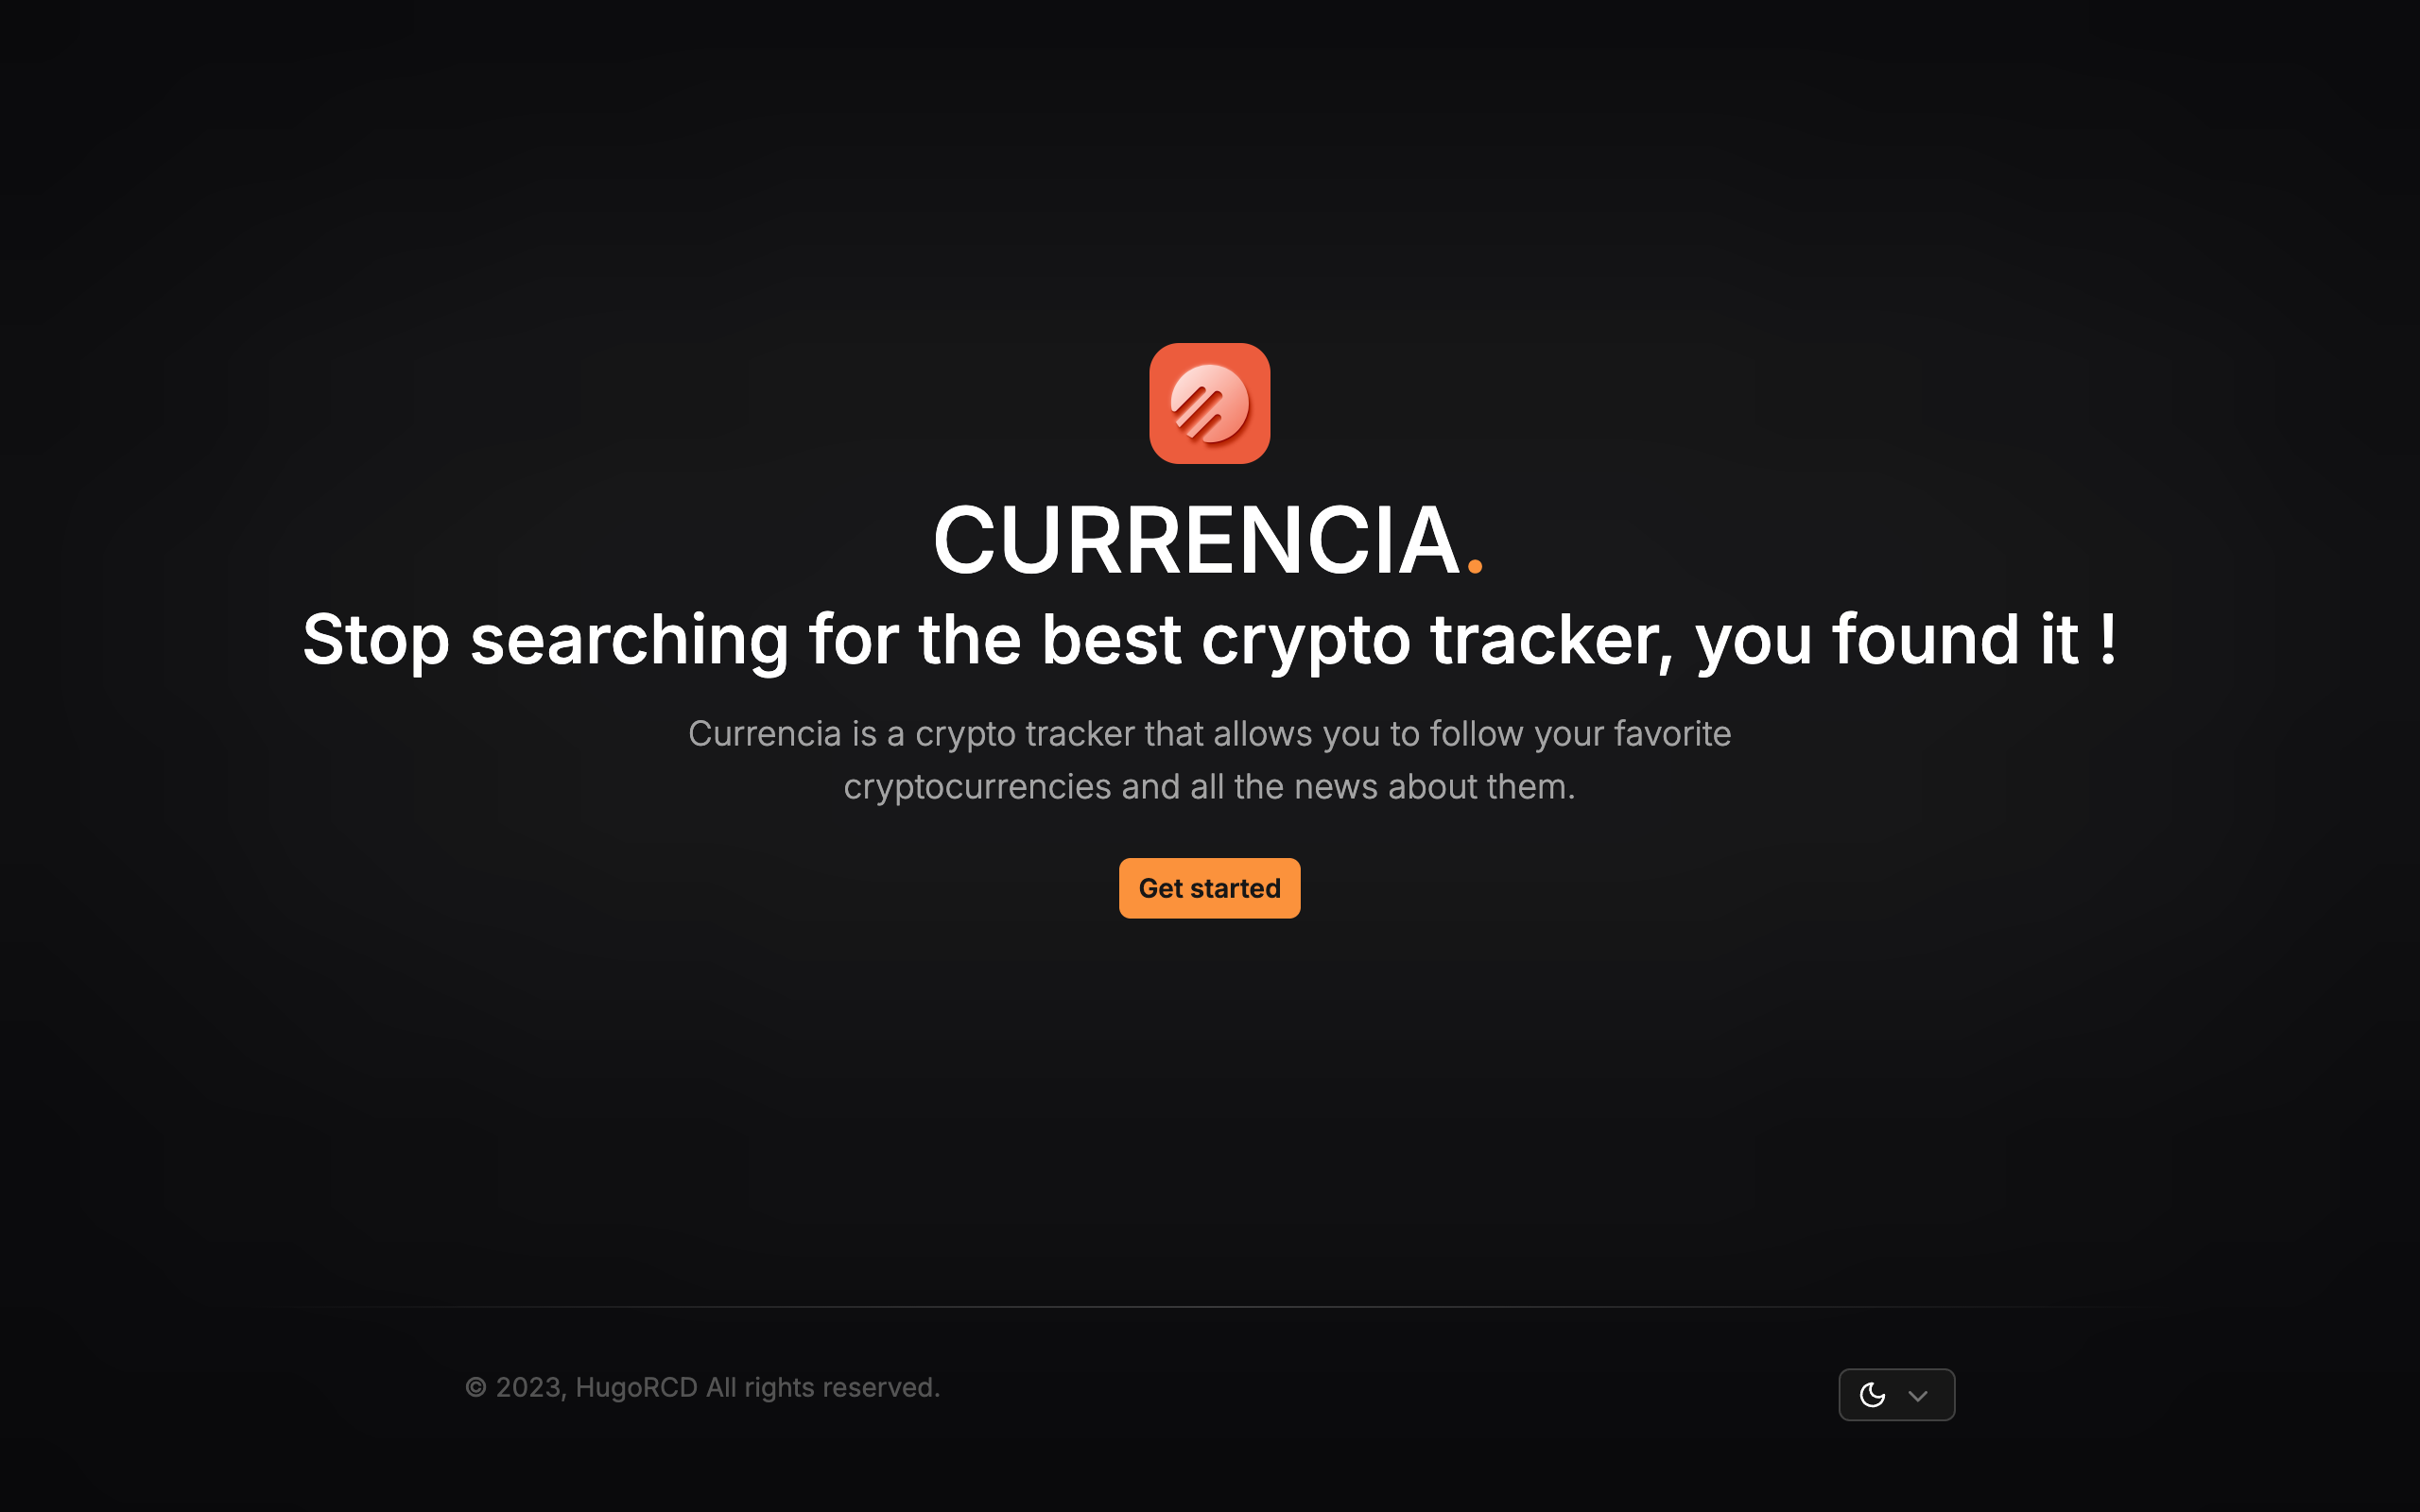 CURRENCIA.
Stop searching for the best crypto tracker, you found it !
Currencia is a crypto tracker that allows you to follow your favorite
cryptocurrencies and all the news about them.
Get started
© 2023, HugoRCD All rights reserved.